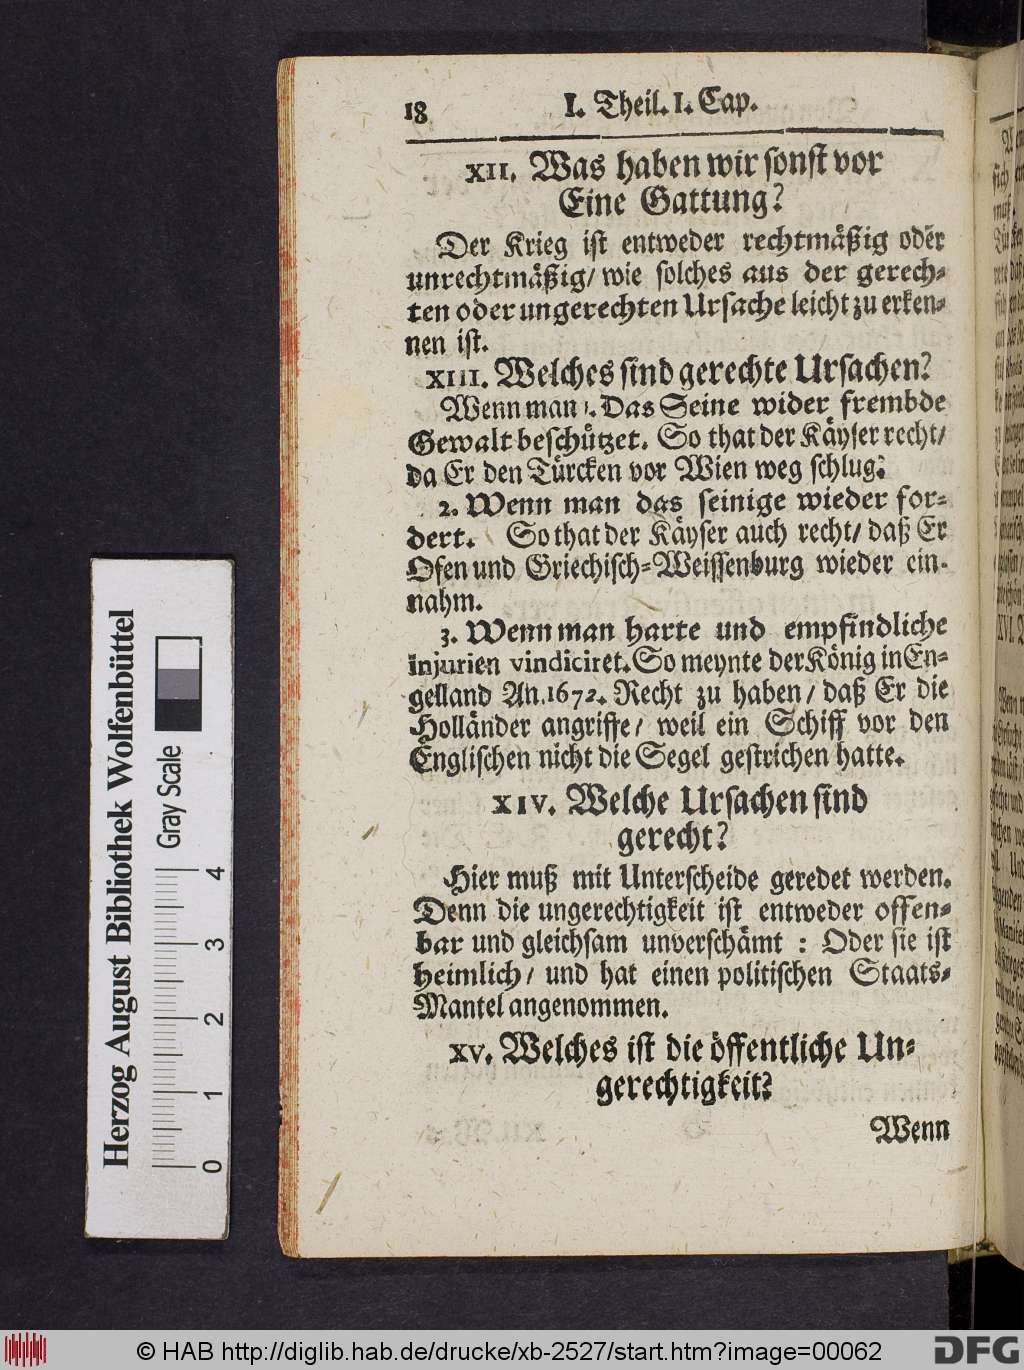 18 I. Theil. I. Cap.
XII. Was haben wir sonst vor
Eine Gattung?
Der Krieg ist entweder rechtmäßig oder
unrechtmäßig/ wie solches aus der gerech-
ten oder ungerechten Ursache leicht zu erken-
nen ist.
XIII. Welches sind gerechte Ursachen?
Wenn man 1. Das Seine wider frembde
Gewalt beschützet. So that der Käyser recht/
da Er den Türcken vor Wien weg schlug.
2. Wenn man das seinige wieder for-
dert. So that der Käyser auch recht/ daß Er
Ofen und Griechisch-Weissenburg wieder ein-
nahm.
3. Wenn man harte und empfindliche
Injurien vindiciret. So meynte der König in En-
gelland An. 1672. Recht zu haben/ daß Er die
Holländer angriffe/ weil ein Schiff vor den
Englischen nicht die Segel gestrichen hatte.
XIV. Welche Ursachen sind
gerecht?
Hier muß mit Unterscheide geredet werden.
Denn die ungerechtigkeit ist entweder offen-
bar und gleichsam unverschämt : Oder sie ist
heimlich/ und hat einen politischen Staats-
Mantel angenommen.
XV. Welches ist die öffentliche Un-
gerechtigkeit?
Wenn
Herzog August Bibliothek Wolfenbüttel
Gray Scale
0 1 2 3 4
© HAB http://diglib.hab.de/drucke/xb-2527/start.htm?image=00062
DFG